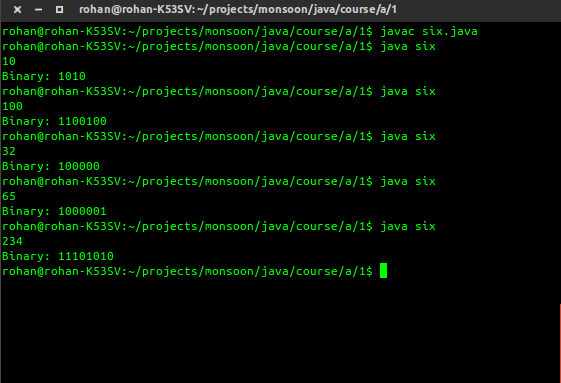 rohan@rohan-K53SV: ~/projects/monsoon/java/course/a/1
rohan@rohan-K53SV:~/projects/monsoon/java/course/a/1$ javac six.java
rohan@rohan-K53SV:~/projects/monsoon/java/course/a/1$ java six
10
Binary: 1010
rohan@rohan-K53SV:~/projects/monsoon/java/course/a/1$ java six
100
Binary: 1100100
rohan@rohan-K53SV:~/projects/monsoon/java/course/a/1$ java six
32
Binary: 100000
rohan@rohan-K53SV:~/projects/monsoon/java/course/a/1$ java six
65
Binary: 1000001
rohan@rohan-K53SV:~/projects/monsoon/java/course/a/1$ java six
234
Binary: 11101010
rohan@rohan-K53SV:~/projects/monsoon/java/course/a/1$